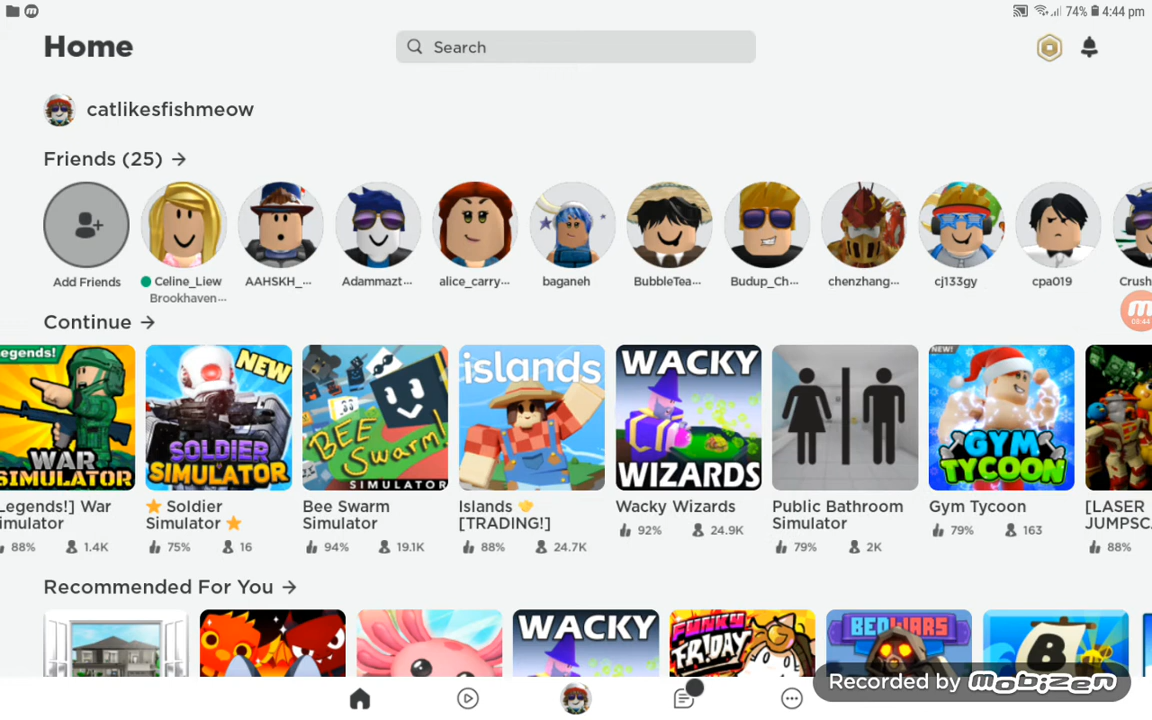 74% 4:44 pm
Home
Search
catlikesfishmeow
Friends (25)
Add Friends
Celine_Liew
Brookhaven...
AAHSKH_...
Adammazt...
alice_carry...
baganeh
BubbleTea...
Budup_Ch...
chenzhang...
cj133gy
cpa019
Crush
00:44
Continue
egends!
WAR
SIMULATOR
NEW
SOLDIER
SIMULATOR
BEE
Swarm!
SIMULATOR
islands
WACKY
WIZARDS
NEW!
GYM
TYCOON
Legends!] War
imulator
88% 1.4K
Soldier
Simulator
75% 16
Bee Swarm
Simulator
94% 19.1K
Islands
[TRADING!]
88% 24.7K
Wacky Wizards
92% 24.9K
Public Bathroom
Simulator
79% 2K
Gym Tycoon
79% 163
[LASER
JUMPSC
88%
Recommended For You
WACKY
FUNKY
FRIDAY
BEDWARS
B
Recorded by mobizen